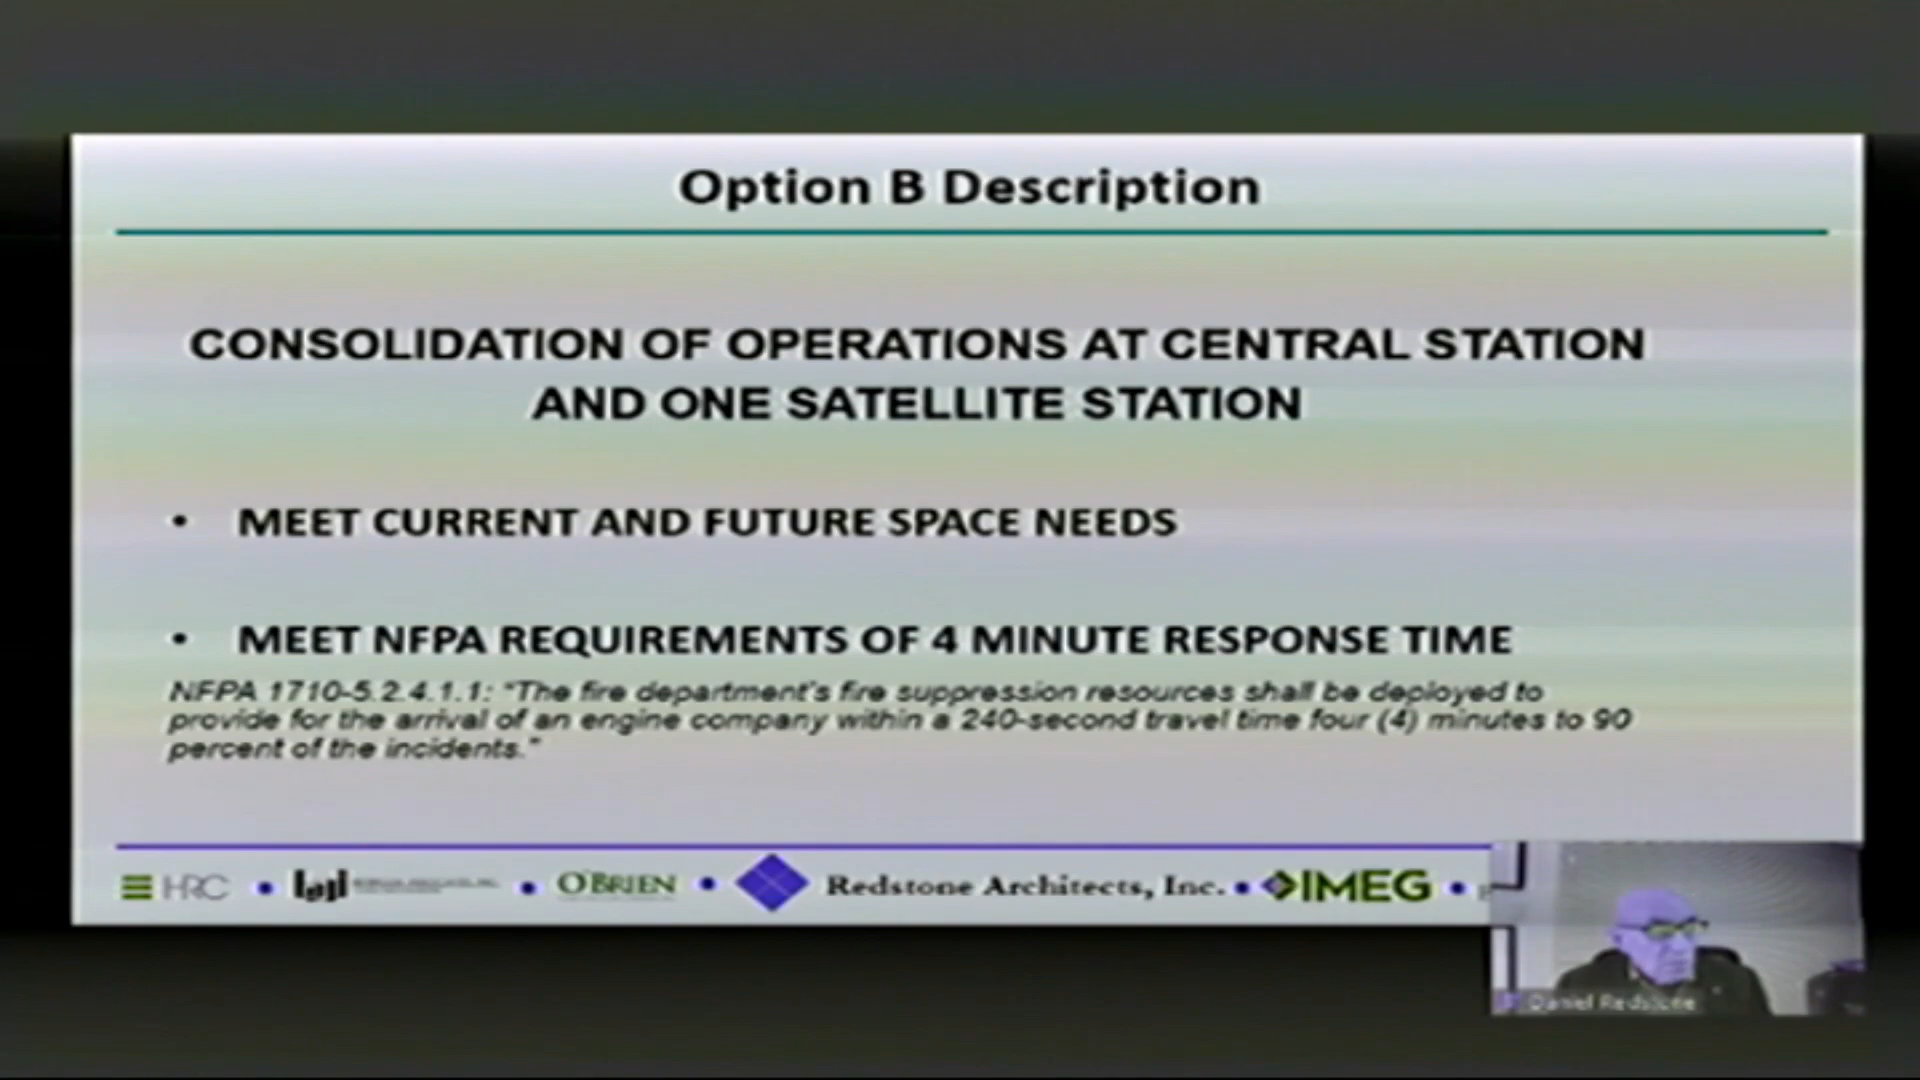 Option B Description
CONSOLIDATION OF OPERATIONS AT CENTRAL STATION
AND ONE SATELLITE STATION
• MEET CURRENT AND FUTURE SPACE NEEDS
• MEET NFPA REQUIREMENTS OF 4 MINUTE RESPONSE TIME
NFPA 1710-5.2.4.1.1: "The fire department's fire suppression resources shall be deployed to
provide for the arrival of an engine company within a 240-second travel time four (4) minutes to 90
percent of the incidents."
HRC • • O'BRIEN • Redstone Architects, Inc. • IMEG •
Daniel Redstone